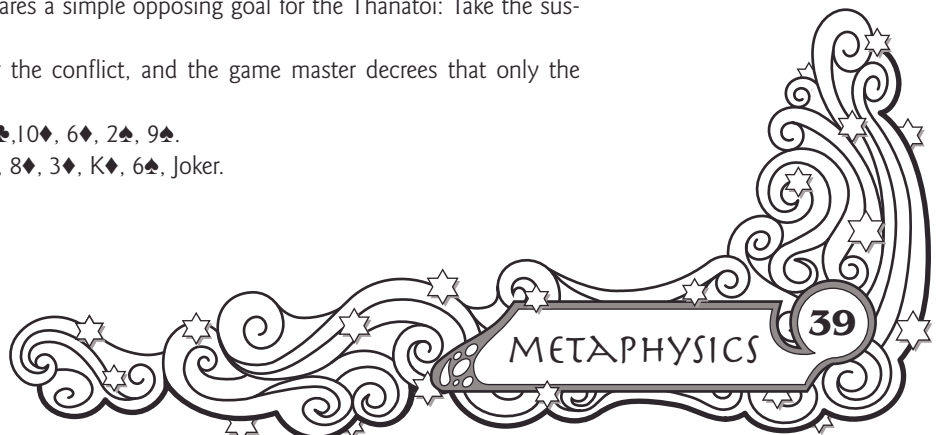 ares a simple opposing goal for the Thanatoi: Take the sus-
the conflict, and the game master decrees that only the
♣,10♦, 6♦, 2♠, 9♠.
, 8♦, 3♦, K♦, 6♠, Joker.
METAPHYSICS
39